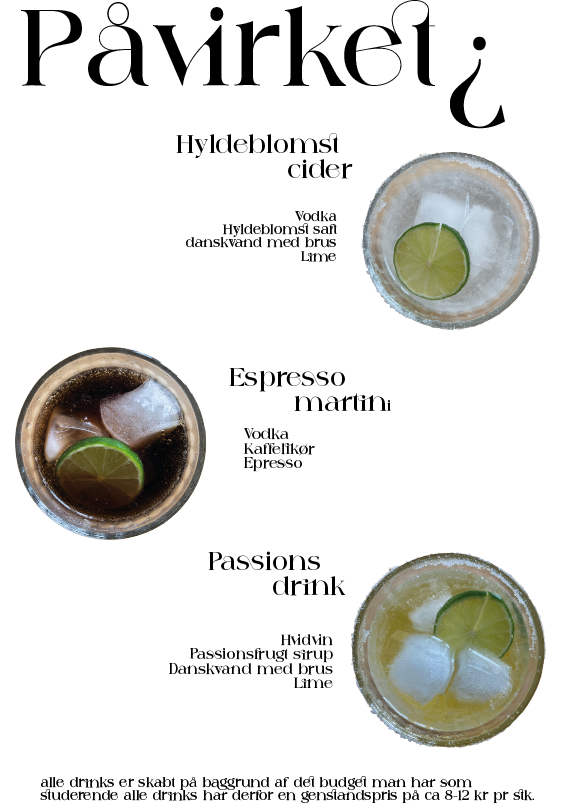 Påvirket¿
Hyldeblomst
cider
Vodka
Hyldeblomst saft
danskvand med brus
Lime
Espresso
martini
Vodka
Kaffelikør
Epresso
Passions
drink
Hvidvin
Passionsfrugt sirup
Danskvand med brus
Lime
alle drinks er skabt på baggrund af det budget man har som
studerende alle drinks har derfor en genstandspris på ca 8-12 kr pr stk.